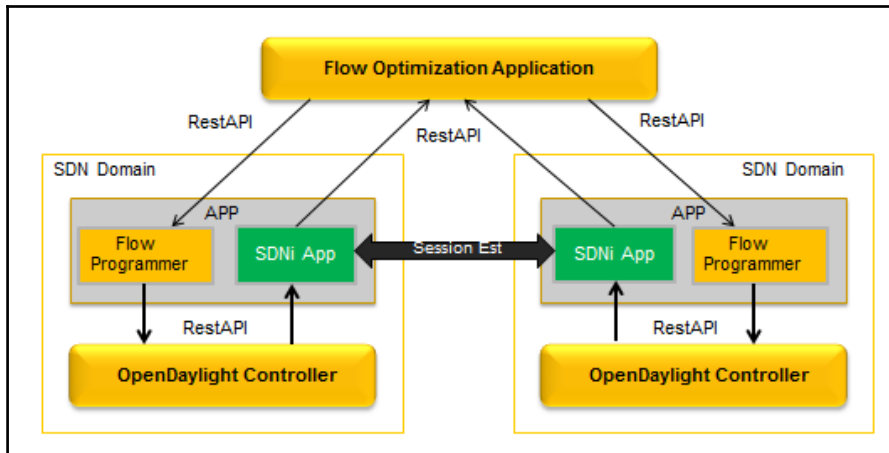 Flow Optimization Application
RestAPI
RestAPI
RestAPI
SDN Domain
SDN Domain
APP
APP
Flow
Programmer
SDNi App
Session Est
SDNi App
Flow
Programmer
RestAPI
RestAPI
OpenDaylight Controller
OpenDaylight Controller